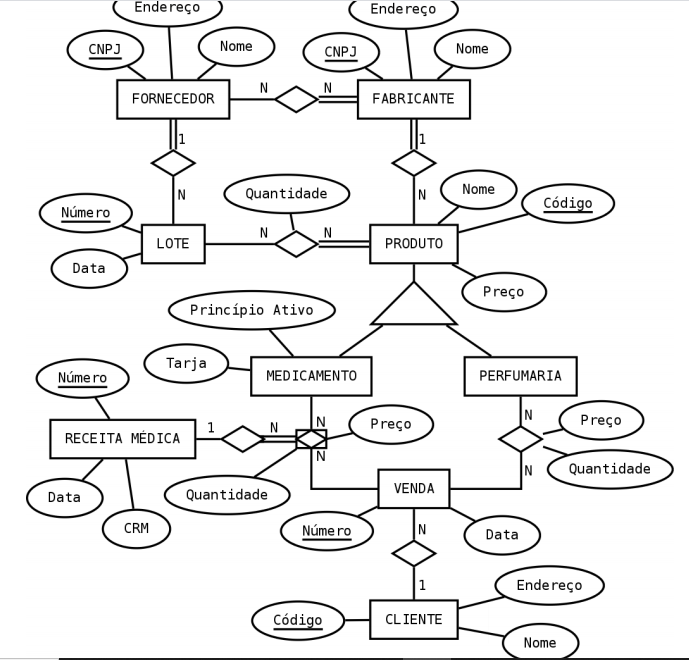 Endereço
Endereço
CNPJ
Nome
CNPJ
Nome
FORNECEDOR
N
N
FABRICANTE
1
1
N
Quantidade
N
Nome
Código
Número
LOTE
N
N
PRODUTO
Data
Preço
Princípio Ativo
Tarja
MEDICAMENTO
PERFUMARIA
Número
N
Preço
N
Preço
RECEITA MÉDICA
1
N
N
N
Quantidade
Data
Quantidade
VENDA
CRM
Número
N
Data
1
Endereço
Código
CLIENTE
Nome